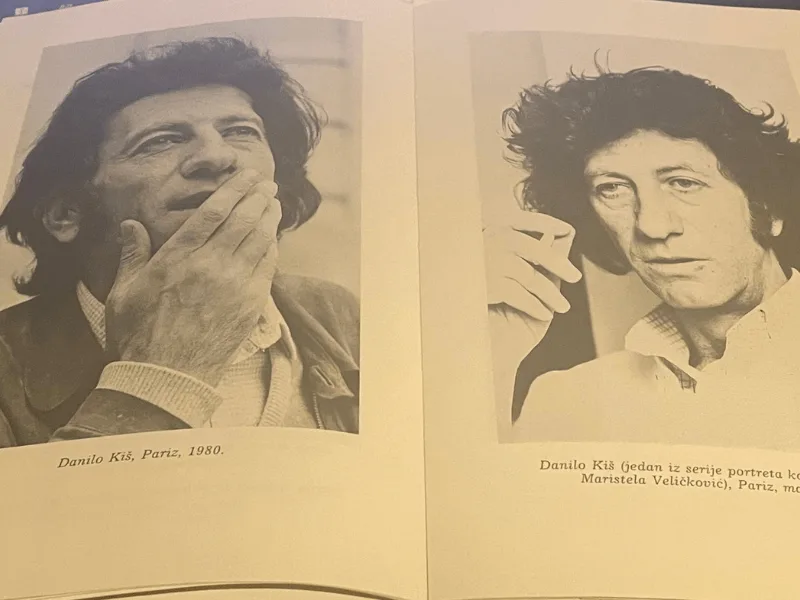 Danilo Kiš, Pariz, 1980.
Danilo Kiš (jedan iz serije portreta
Maristela Veličković), Pariz,